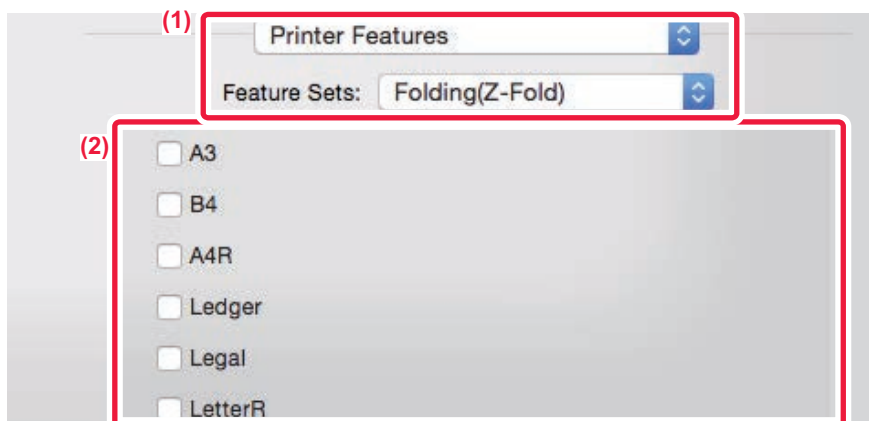 (1)
Printer Features
Feature Sets: Folding(Z-Fold)
(2)
A3
B4
A4R
Ledger
Legal
LetterR